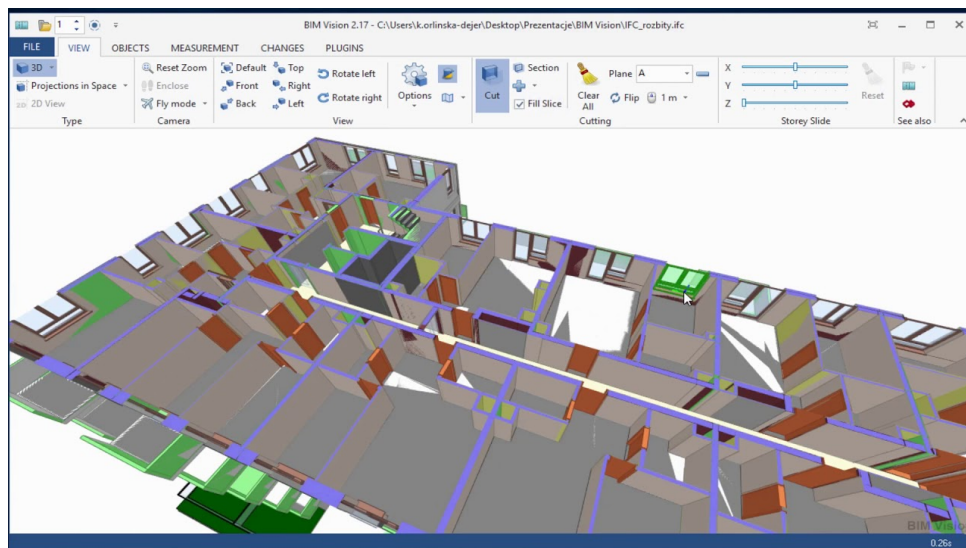 1
BIM Vision 2.17 - C:\Users\k.orlinska-dejer\Desktop\Prezentacje\BIM Vision\IFC_rozbity.ifc
FILE VIEW OBJECTS MEASUREMENT CHANGES PLUGINS
3D Reset Zoom Default Top Rotate left Section Plane A X
Projections in Space Enclose Front Right Options Cut Clear All Flip 1 m Y Reset
2D 2D View Fly mode Back Left Rotate right Fill Slice Z
Type Camera View Cutting Storey Slide See also
BIM Vision
0.26s